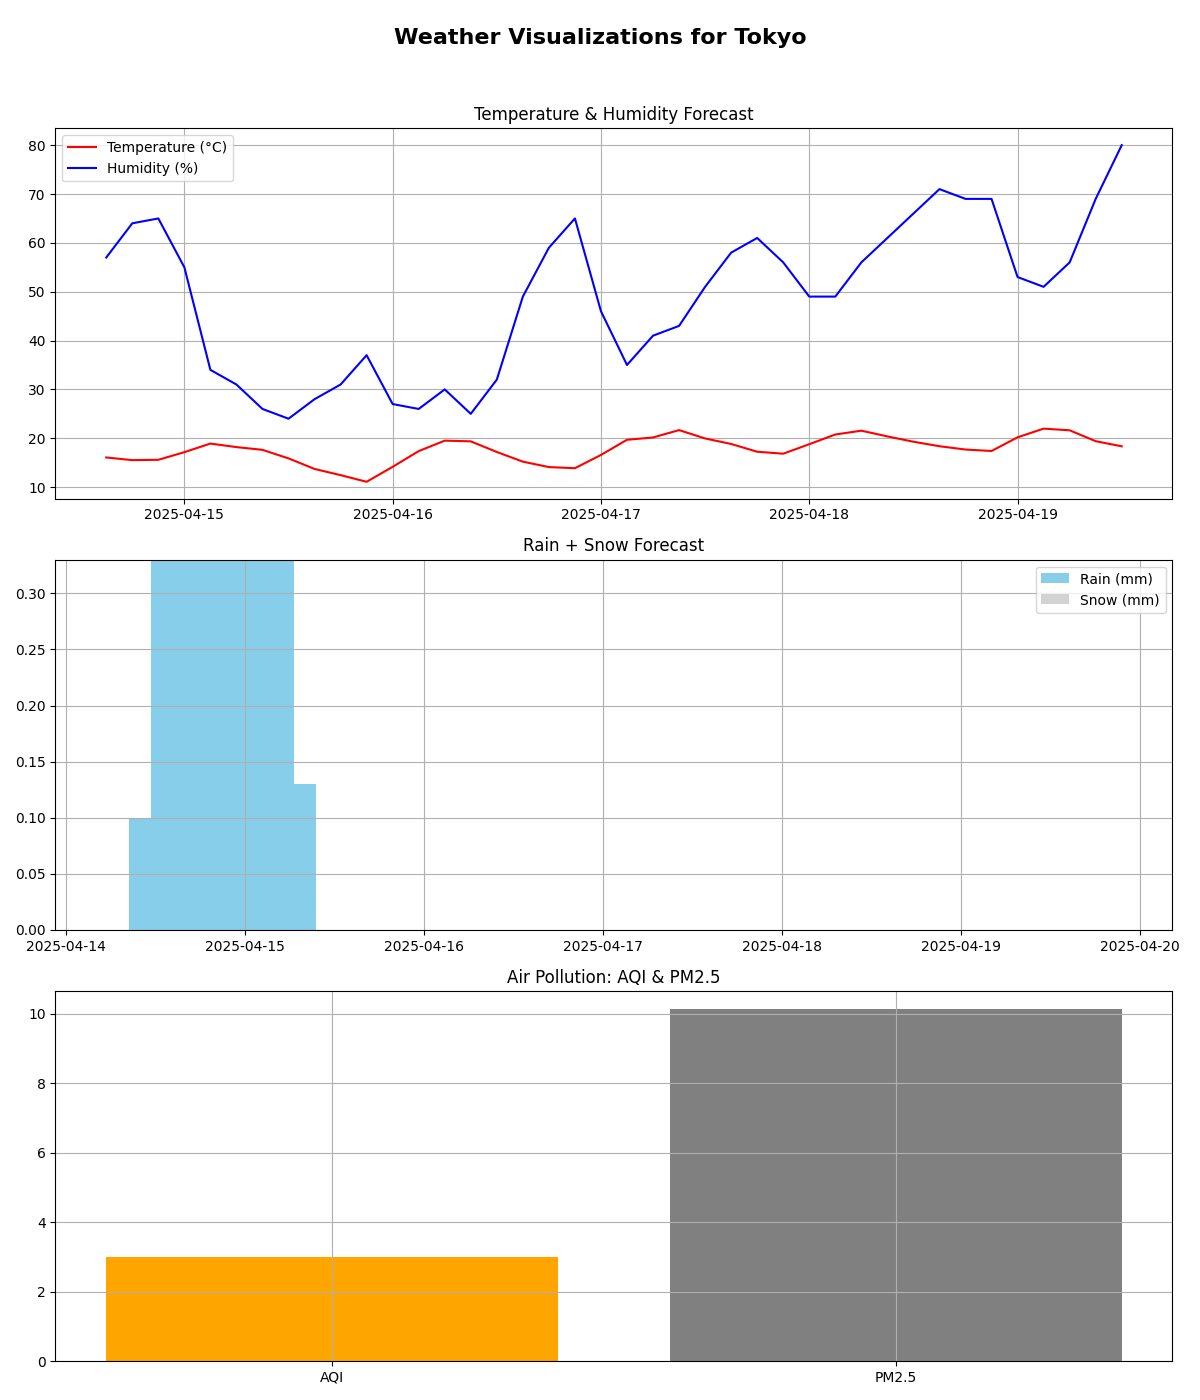 Weather Visualizations for Tokyo
Temperature & Humidity Forecast
Temperature (°C)
Humidity (%)
80
70
60
50
40
30
20
10
2025-04-15 2025-04-16 2025-04-17 2025-04-18 2025-04-19
Rain + Snow Forecast
Rain (mm)
Snow (mm)
0.30
0.25
0.20
0.15
0.10
0.05
0.00
2025-04-14 2025-04-15 2025-04-16 2025-04-17 2025-04-18 2025-04-19 2025-04-20
Air Pollution: AQI & PM2.5
10
8
6
4
2
0
AQI PM2.5